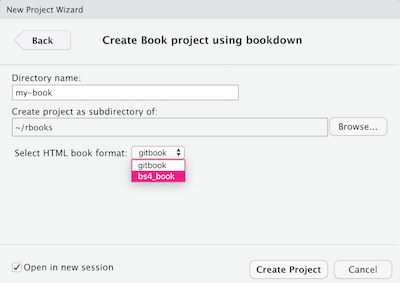 New Project Wizard
Back
Create Book project using bookdown
Directory name:
my-book
Create project as subdirectory of:
~/rbooks
Browse...
Select HTML book format: gitbook
gitbook
bs4_book
Open in new session
Create Project
Cancel